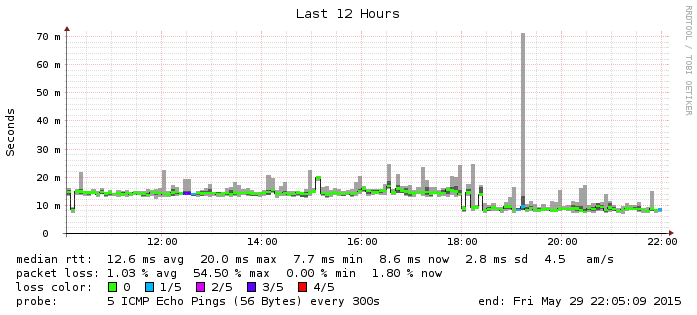 Last 12 Hours
RRDTOOL / TOBI OETIKER
Seconds
70 m
60 m
50 m
40 m
30 m
20 m
10 m
0
12:00 14:00 16:00 18:00 20:00 22:00
median rtt: 12.6 ms avg 20.0 ms max 7.7 ms min 8.6 ms now 2.8 ms sd 4.5 am/s
packet loss: 1.03 % avg 54.50 % max 0.00 % min 1.80 % now
loss color: 0 1/5 2/5 3/5 4/5
probe: 5 ICMP Echo Pings (56 Bytes) every 300s end: Fri May 29 22:05:09 2015